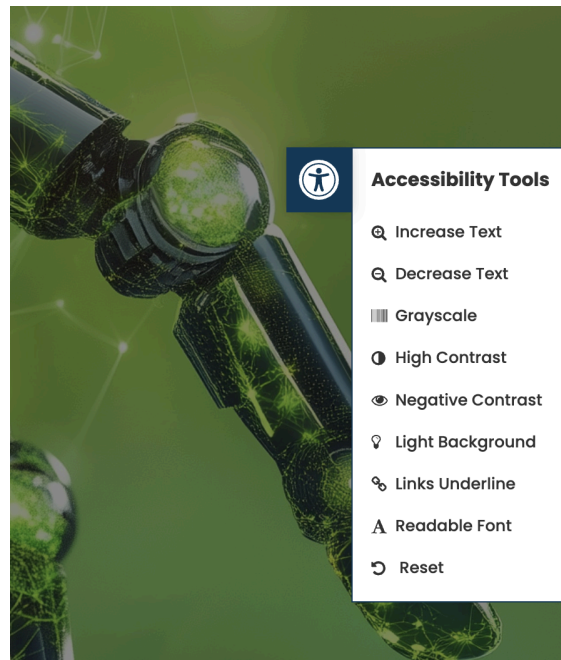 Accessibility Tools
Increase Text
Decrease Text
Grayscale
High Contrast
Negative Contrast
Light Background
Links Underline
Readable Font
Reset